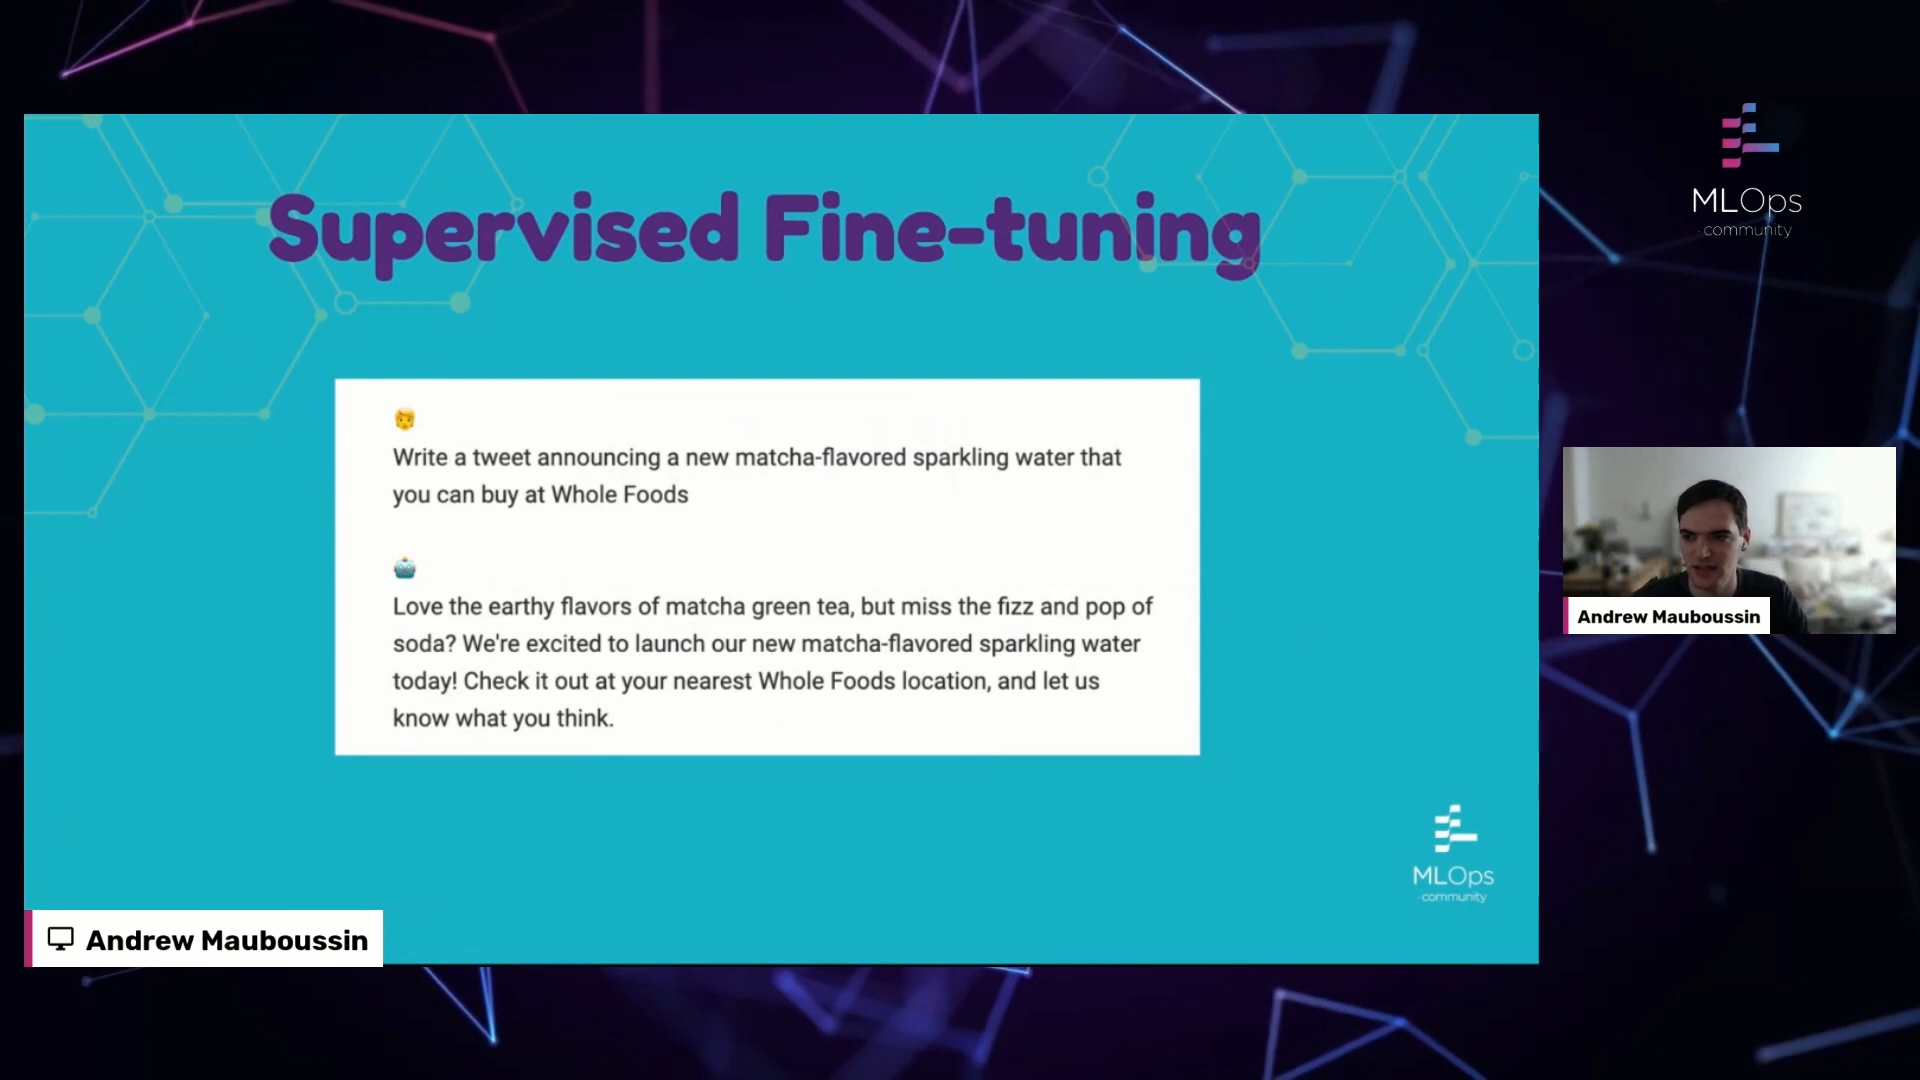 Supervised Fine-tuning
Write a tweet announcing a new matcha-flavored sparkling water that
you can buy at Whole Foods
Love the earthy flavors of matcha green tea, but miss the fizz and pop of
soda? We're excited to launch our new matcha-flavored sparkling water
today! Check it out at your nearest Whole Foods location, and let us
know what you think.
MLOps
community
Andrew Mauboussin
MLOps
community
Andrew Mauboussin